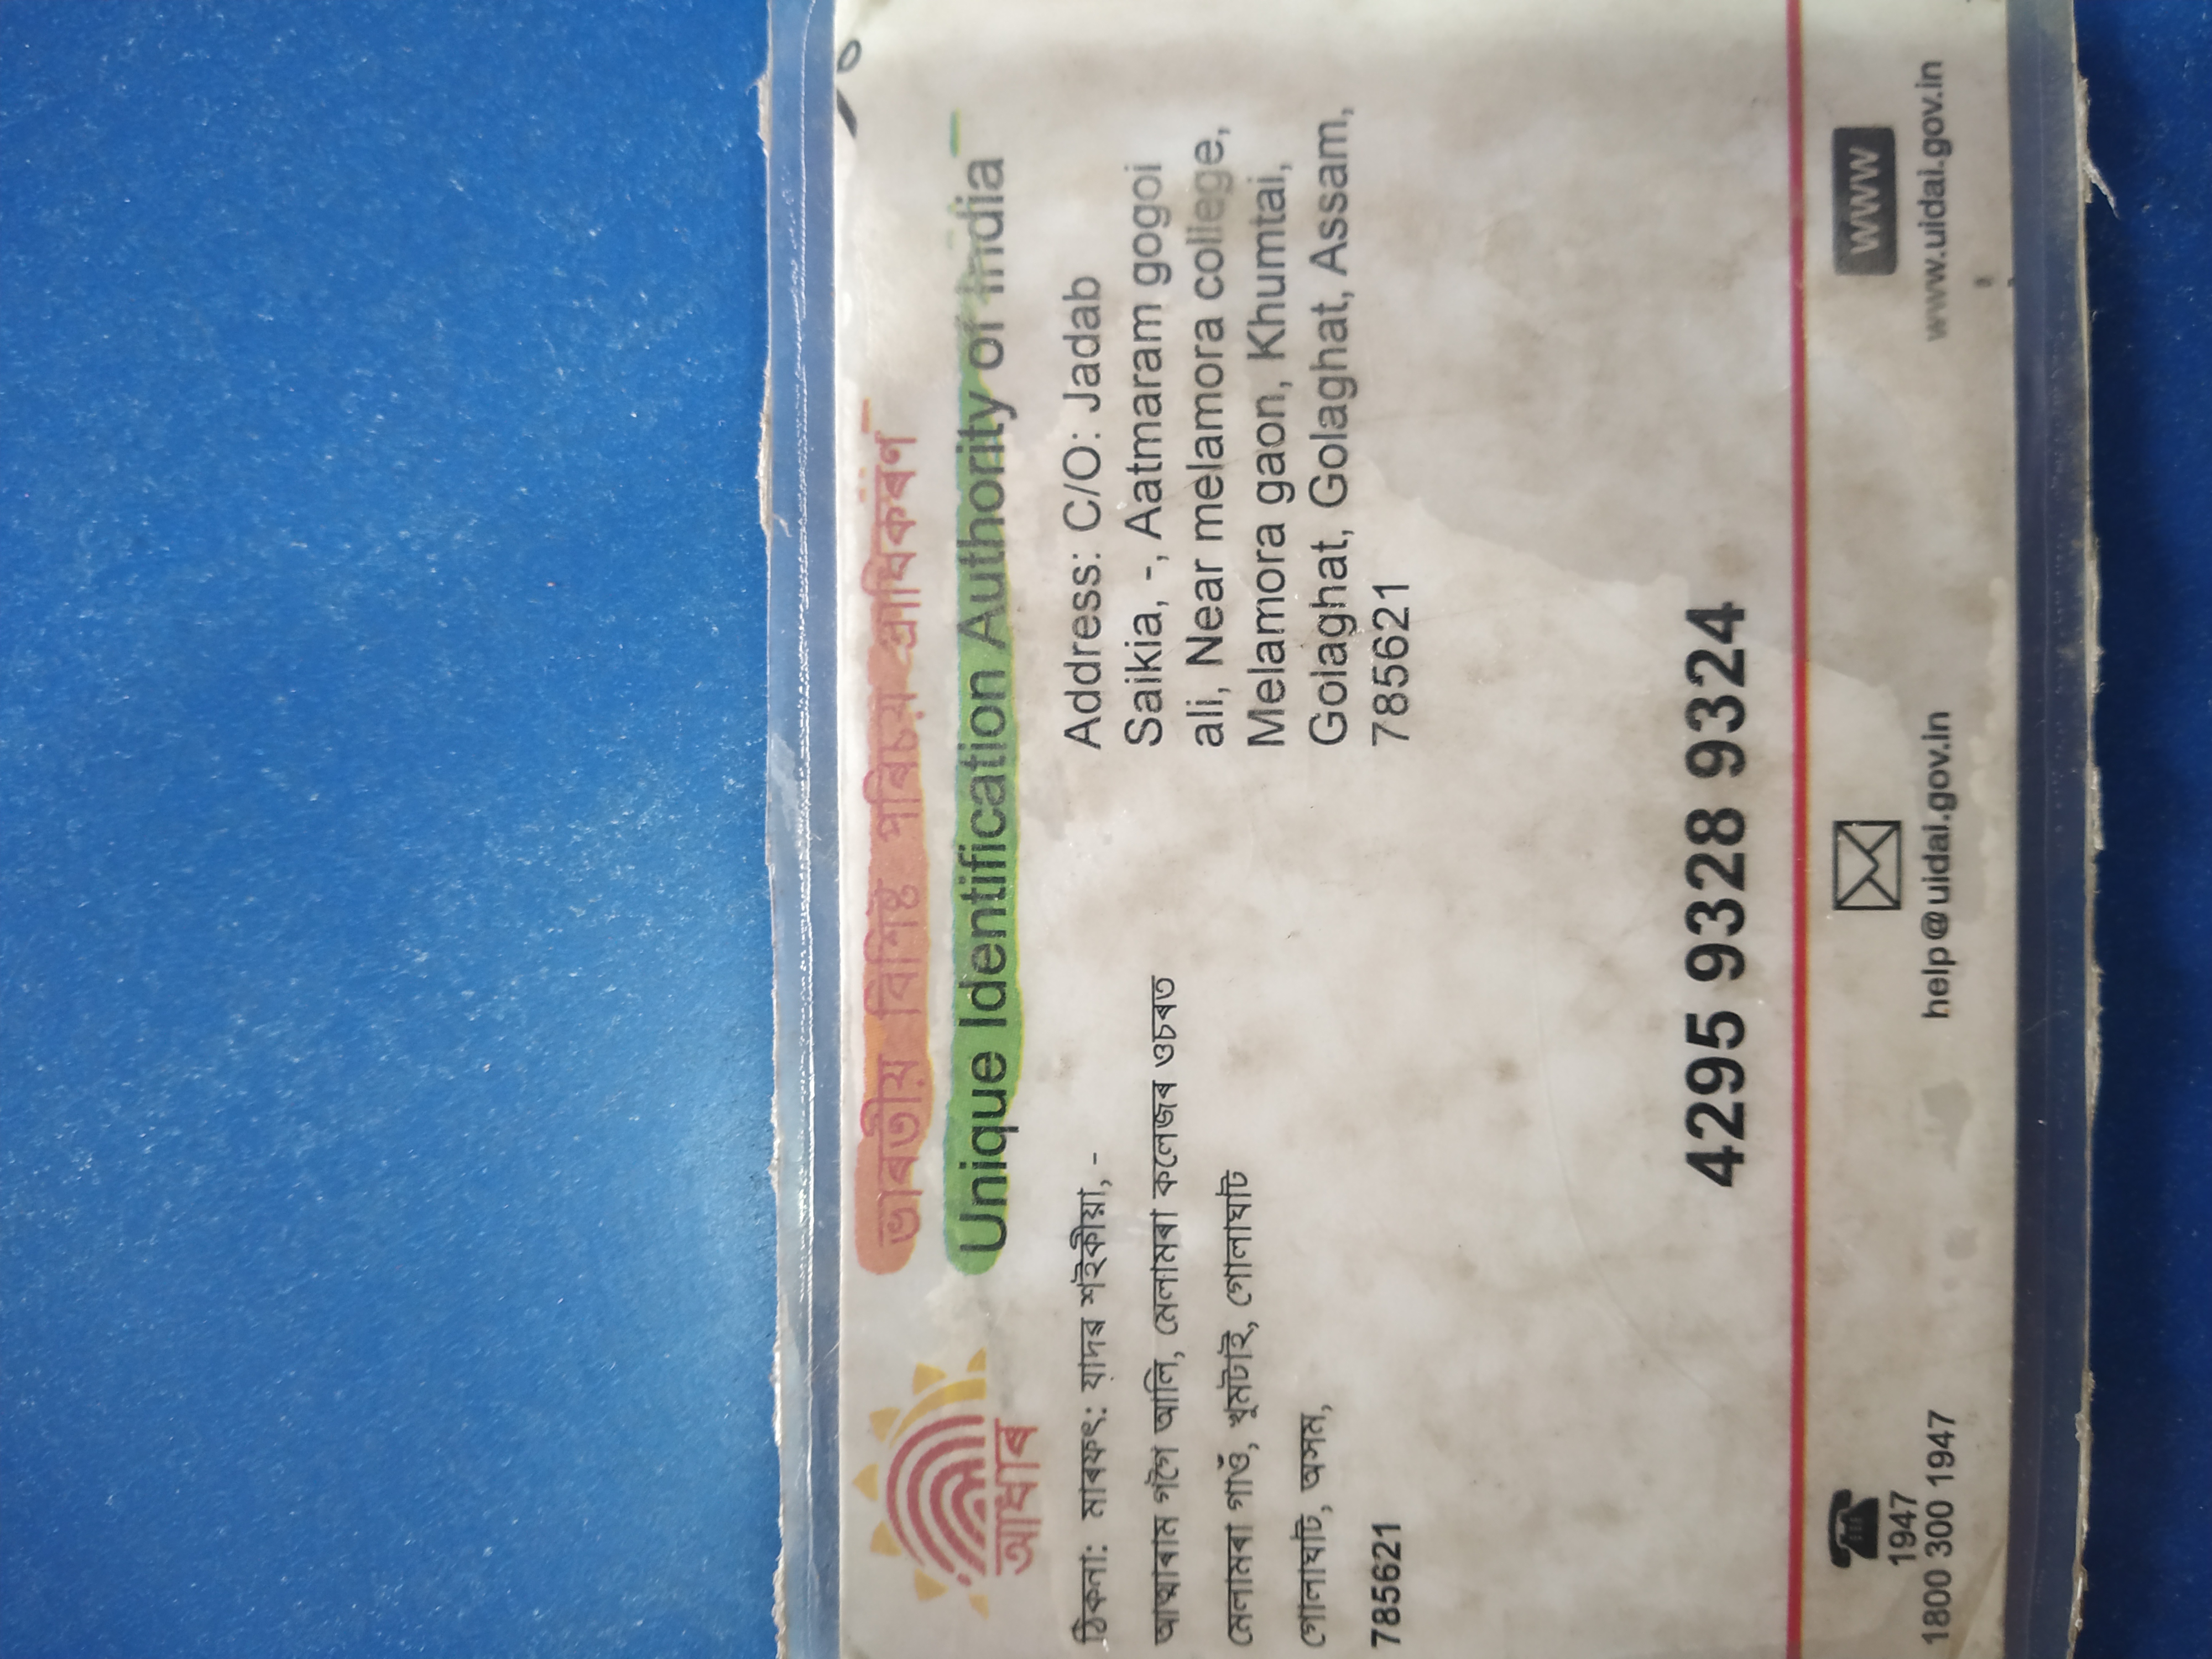 ভাৰতীয় বিশিষ্ট পৰিচয় প্ৰাধিকৰণ
Unique Identification Authority of India
আধাৰ
ঠিকনা: মাৰফৎ: যাদৱ শইকীয়া, -
আত্মাৰাম গগৈ আলি, মেলামৰা কলেজৰ ওচৰত
মেলামৰা গাওঁ, খুমটাই, গোলাঘাট
গোলাঘাট, অসম,
785621
Address: C/O: Jadab
Saikia, -, Aatmaram gogoi
ali, Near melamora college,
Melamora gaon, Khumtai,
Golaghat, Golaghat, Assam,
785621
4295 9328 9324
1947
1800 300 1947
help@uidai.gov.in
WWW
www.uidai.gov.in